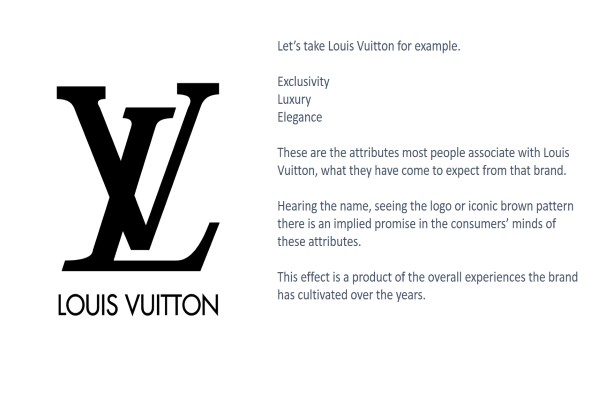 LV
LOUIS VUITTON
Let’s take Louis Vuitton for example.
Exclusivity
Luxury
Elegance
These are the attributes most people associate with Louis
Vuitton, what they have come to expect from that brand.
Hearing the name, seeing the logo or iconic brown pattern
there is an implied promise in the consumers’ minds of
these attributes.
This effect is a product of the overall experiences the brand
has cultivated over the years.